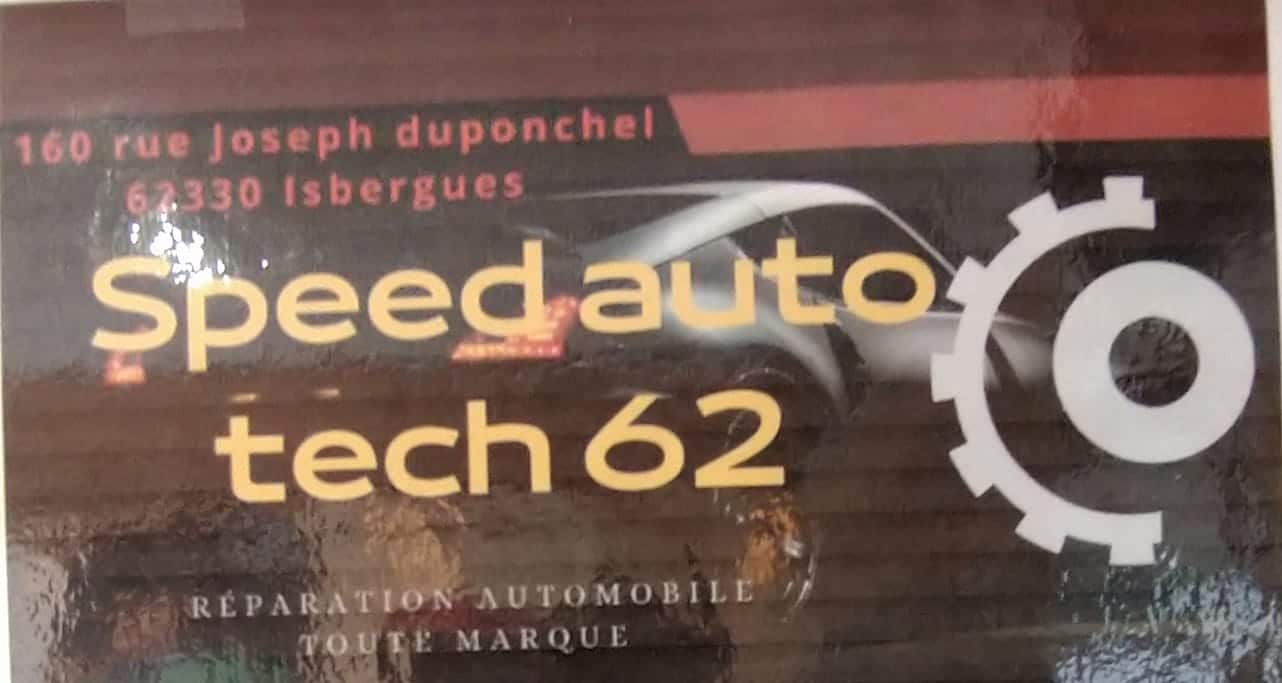 160 rue Joseph duponchel
62330 Isbergues
Speed auto
tech 62
RÉPARATION AUTOMOBILE
TOUTE MARQUE